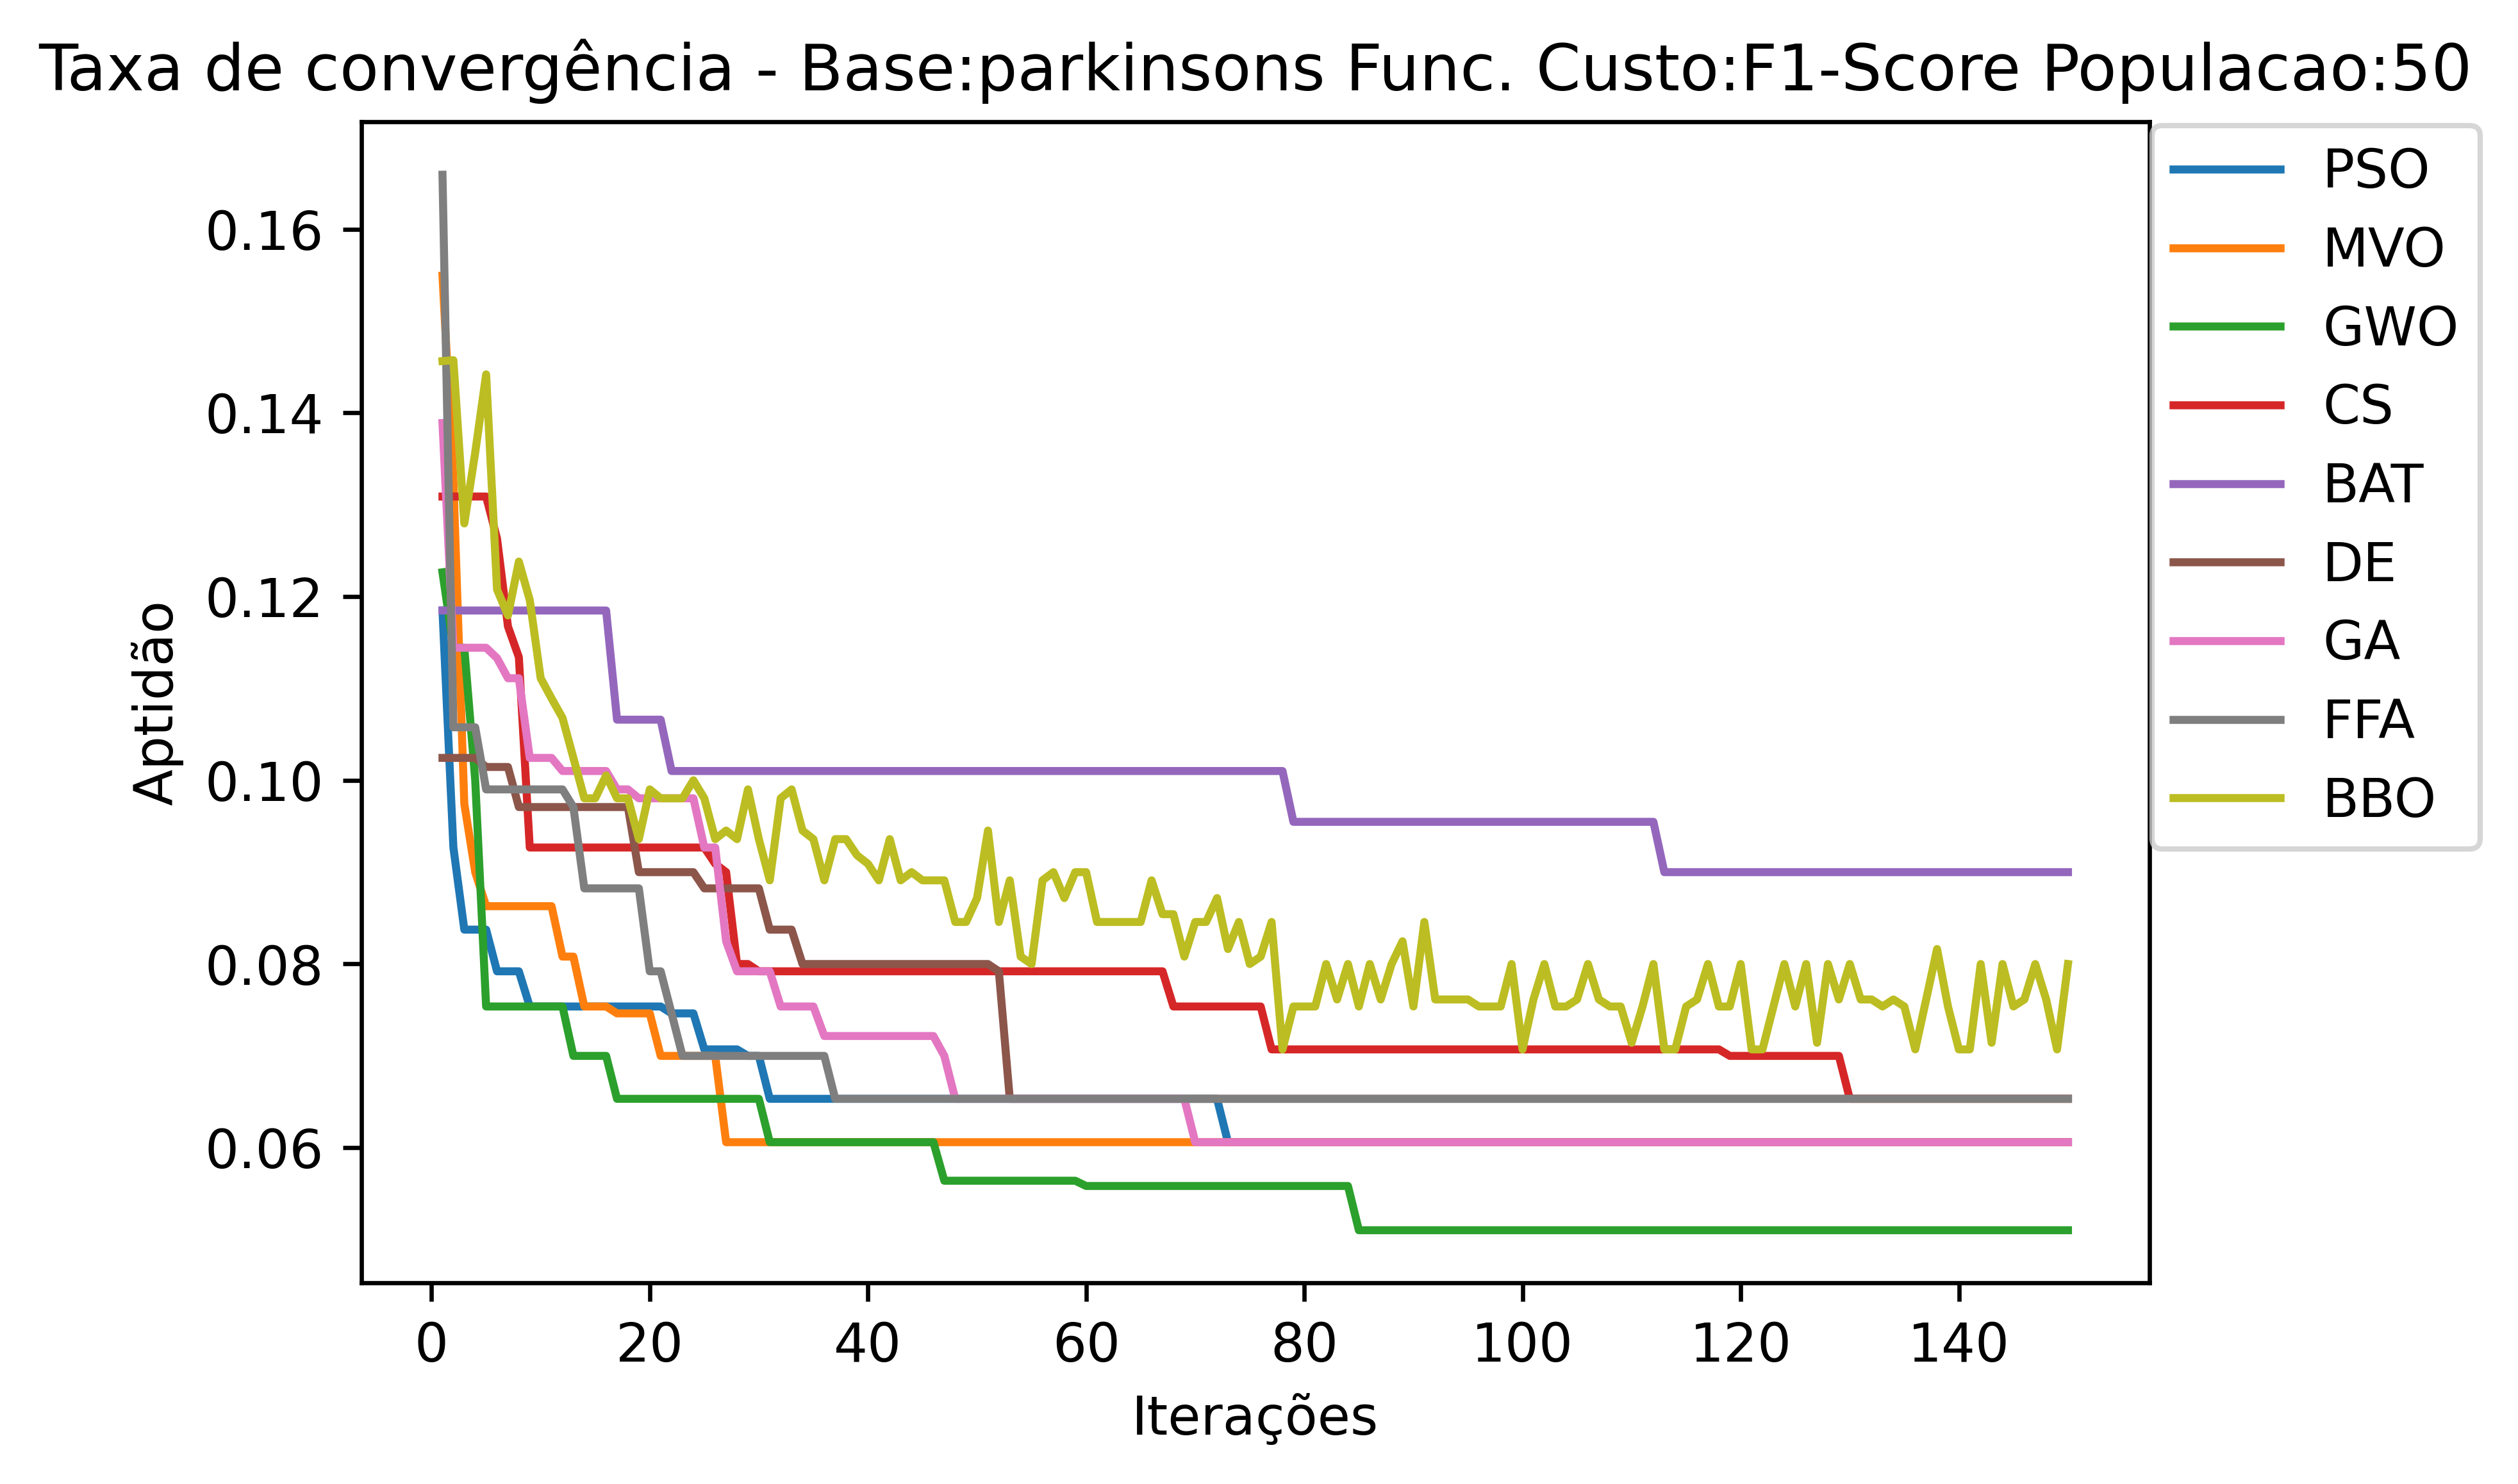 Taxa de convergência - Base:parkinsons Func. Custo:F1-Score Populacao:50
PSO
MVO
GWO
CS
BAT
DE
GA
FFA
BBO
Aptidão
0.16
0.14
0.12
0.10
0.08
0.06
0 20 40 60 80 100 120 140
Iterações